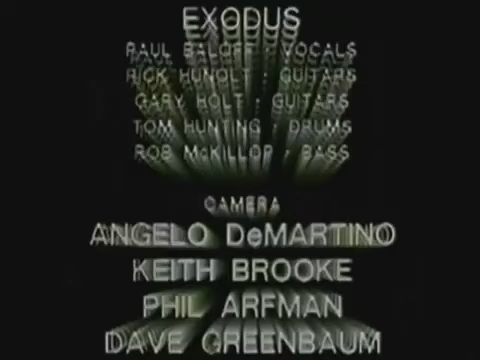 EXODUS
PAUL BALOFF - VOCALS
RICK HUNOLT - GUITARS
GARY HOLT - GUITARS
TOM HUNTING - DRUMS
ROB McKILLOP - BASS
CAMERA
ANGELO DeMARTINO
KEITH BROOKE
PHIL ARFMAN
DAVE GREENBAUM